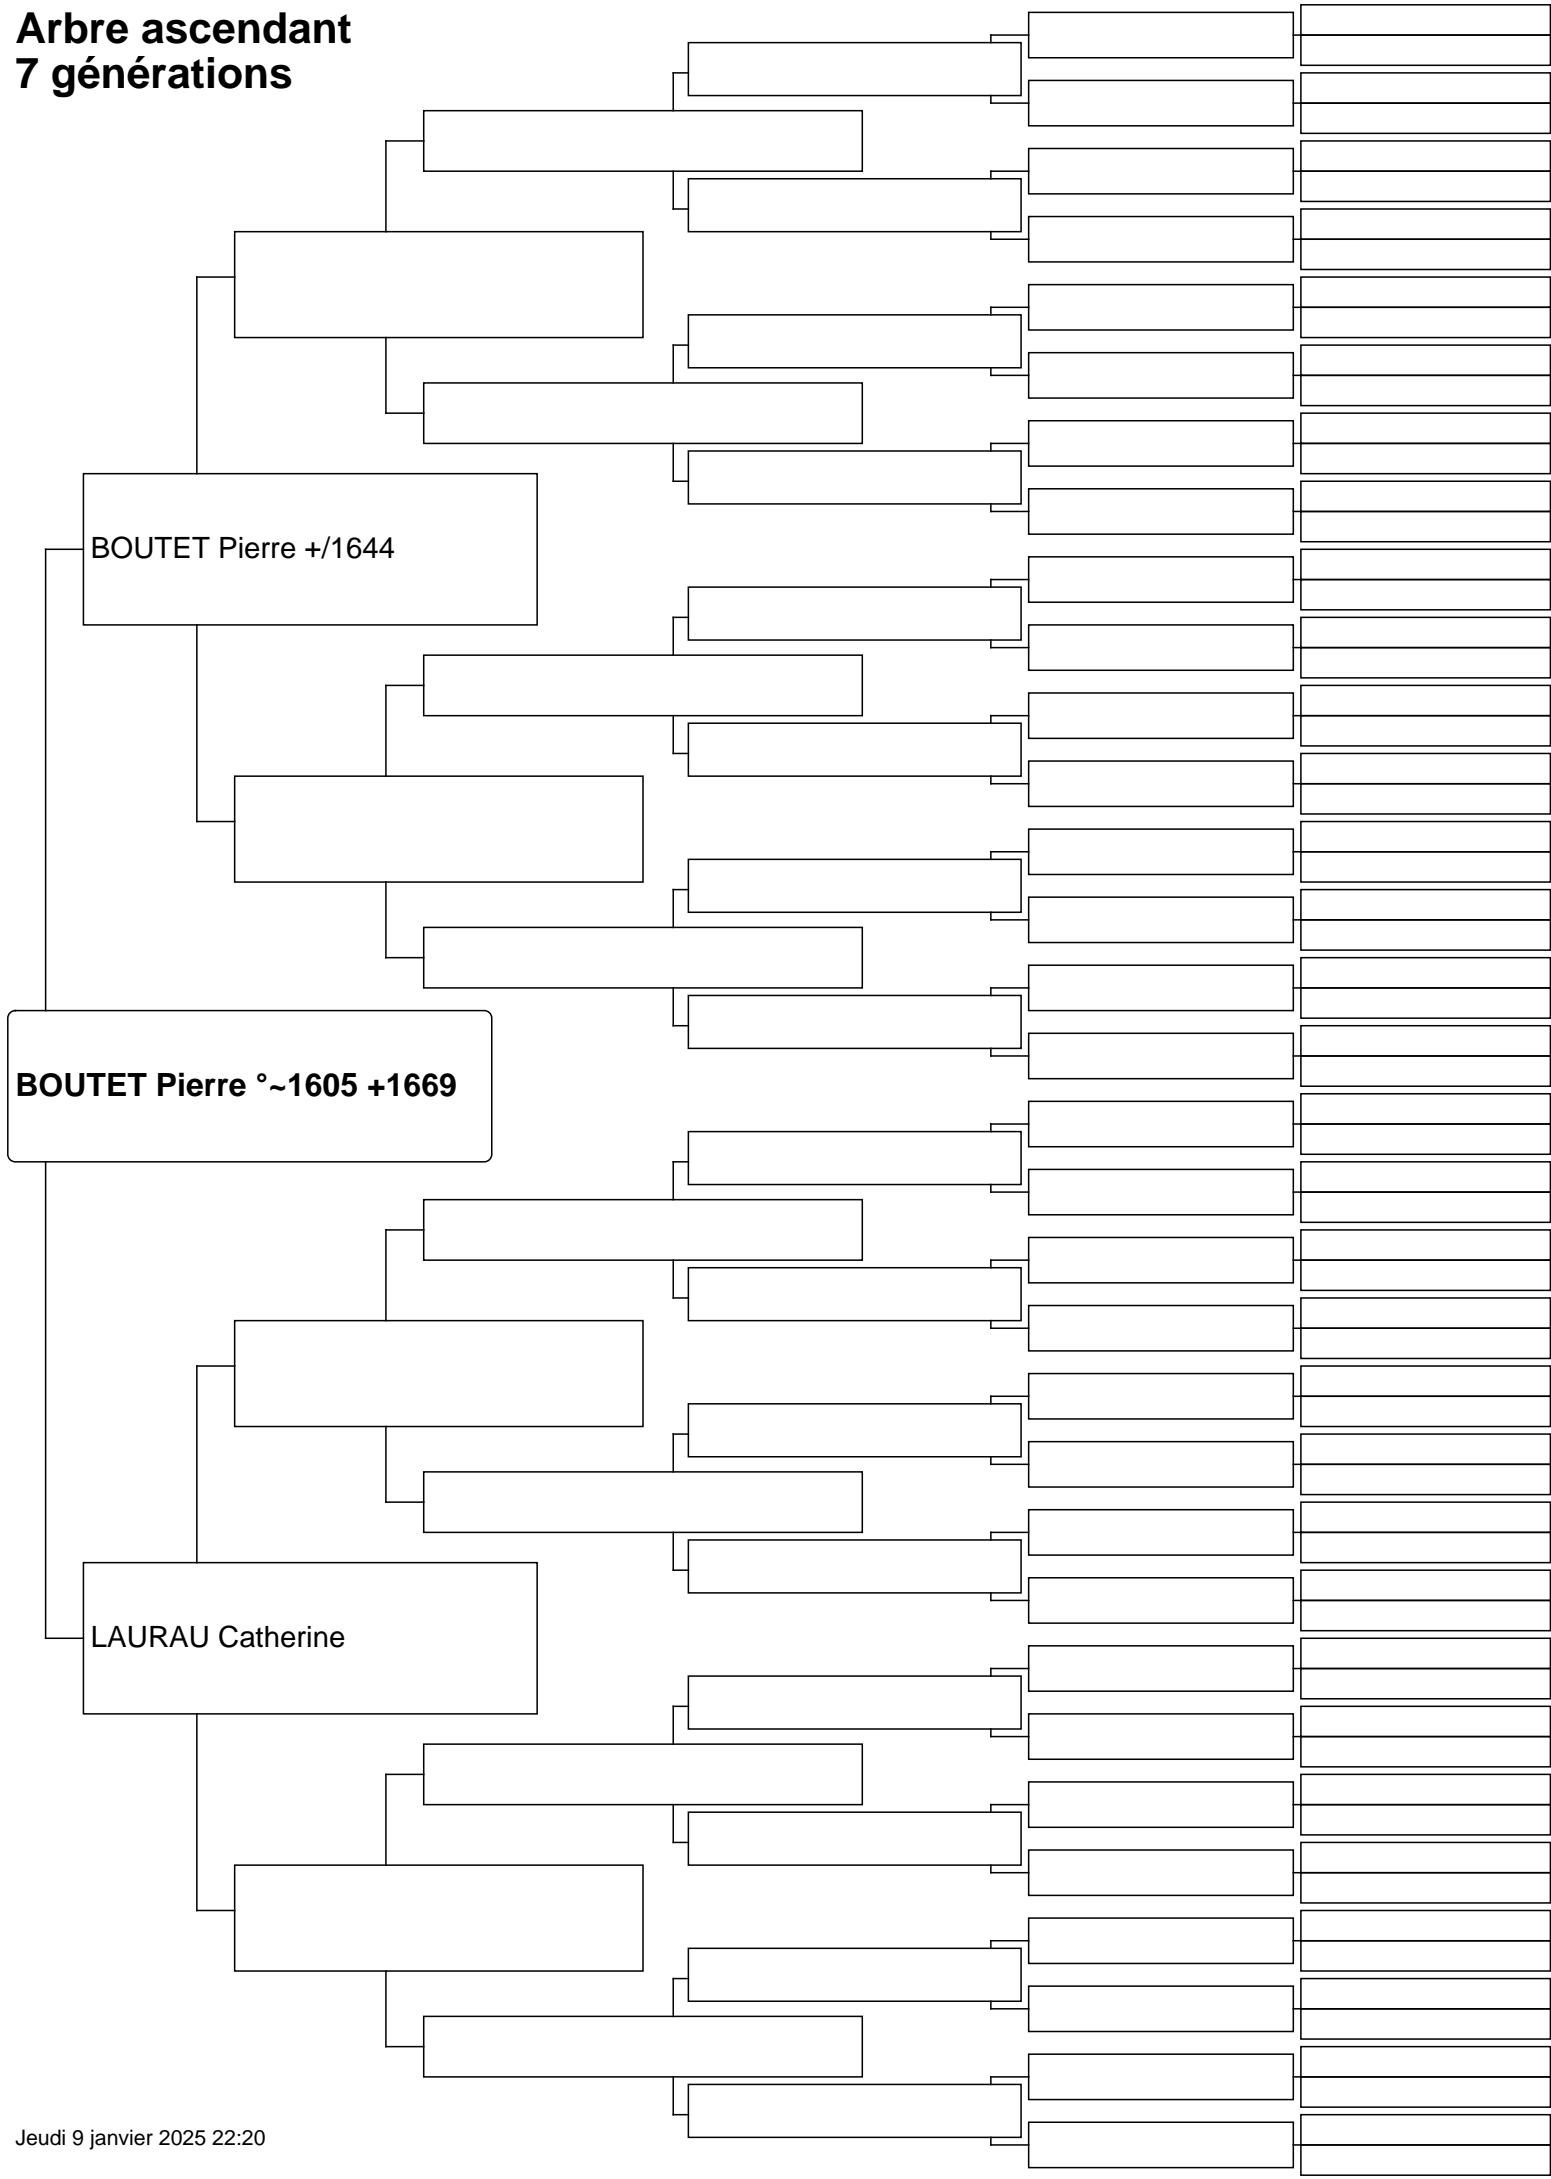 Arbre ascendant
7 générations
BOUTET Pierre +/1644
BOUTET Pierre °~1605 +1669
LAURAU Catherine
Jeudi 9 janvier 2025 22:20